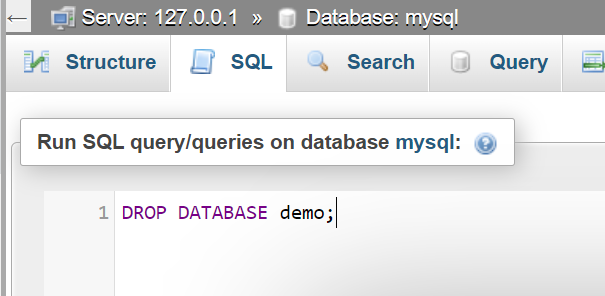 ← Server: 127.0.0.1 » Database: mysql
Structure SQL Search Query
Run SQL query/queries on database mysql:
1 DROP DATABASE demo;